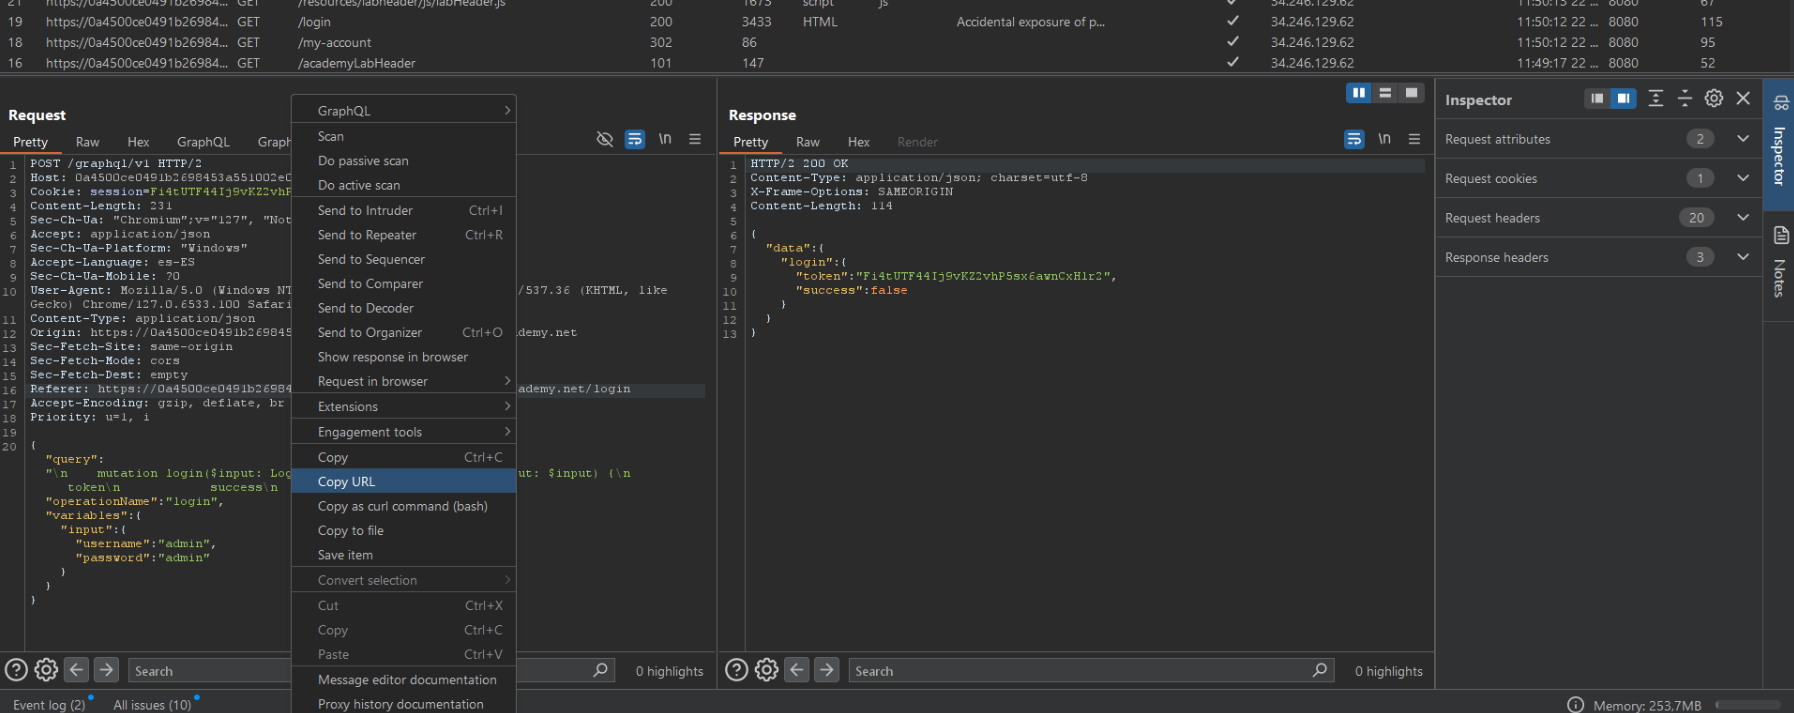 21 https://0a4500ce0491b26984... GET /resources/labheader/js/labHeader.js 200 1673 script js ✓ 34.246.129.62 11:50:13 22 ... 8080 67
19 https://0a4500ce0491b26984... GET /login 200 3433 HTML Accidental exposure of p... ✓ 34.246.129.62 11:50:12 22 ... 8080 115
18 https://0a4500ce0491b26984... GET /my-account 302 86 ✓ 34.246.129.62 11:50:12 22 ... 8080 95
16 https://0a4500ce0491b26984... GET /academyLabHeader 101 147 ✓ 34.246.129.62 11:49:17 22 ... 8080 52
Request
Pretty Raw Hex GraphQL Graph
\n
1 POST /graphql/v1 HTTP/2
2 Host: 0a4500ce0491b2698453a551002e0
3 Cookie: session=Fi4tUTF44Ij9vKZ2vhP
4 Content-Length: 231
5 Sec-Ch-Ua: "Chromium";v="127", "Not
6 Accept: application/json
7 Sec-Ch-Ua-Platform: "Windows"
8 Accept-Language: es-ES
9 Sec-Ch-Ua-Mobile: ?0
10 User-Agent: Mozilla/5.0 (Windows NT /537.36 (KHTML, like
Gecko) Chrome/127.0.6533.100 Safari
11 Content-Type: application/json
12 Origin: https://0a4500ce0491b269845 demy.net
13 Sec-Fetch-Site: same-origin
14 Sec-Fetch-Mode: cors
15 Sec-Fetch-Dest: empty
16 Referer: https://0a4500ce0491b26984 ademy.net/login
17 Accept-Encoding: gzip, deflate, br
18 Priority: u=1, i
19
20 {
"query":
"\n mutation login($input: Log ut: $input) {\n
token\n success\n
"operationName":"login",
"variables":{
"input":{
"username":"admin",
"password":"admin"
}
}
}
GraphQL
Scan
Do passive scan
Do active scan
Send to Intruder Ctrl+I
Send to Repeater Ctrl+R
Send to Sequencer
Send to Comparer
Send to Decoder
Send to Organizer Ctrl+O
Show response in browser
Request in browser
Extensions
Engagement tools
Copy Ctrl+C
Copy URL
Copy as curl command (bash)
Copy to file
Save item
Convert selection
Cut Ctrl+X
Copy Ctrl+C
Paste Ctrl+V
Message editor documentation
Proxy history documentation
Search
0 highlights
Response
Pretty Raw Hex Render
\n
1 HTTP/2 200 OK
2 Content-Type: application/json; charset=utf-8
3 X-Frame-Options: SAMEORIGIN
4 Content-Length: 114
5
6 {
7 "data":{
8 "login":{
9 "token":"Fi4tUTF44Ij9vKZ2vhP5sx6awnCxHlr2",
10 "success":false
11 }
12 }
13 }
Search
0 highlights
Inspector
Request attributes 2
Request cookies 1
Request headers 20
Response headers 3
Inspector
Notes
Event log (2) All issues (10)
Memory: 253,7MB